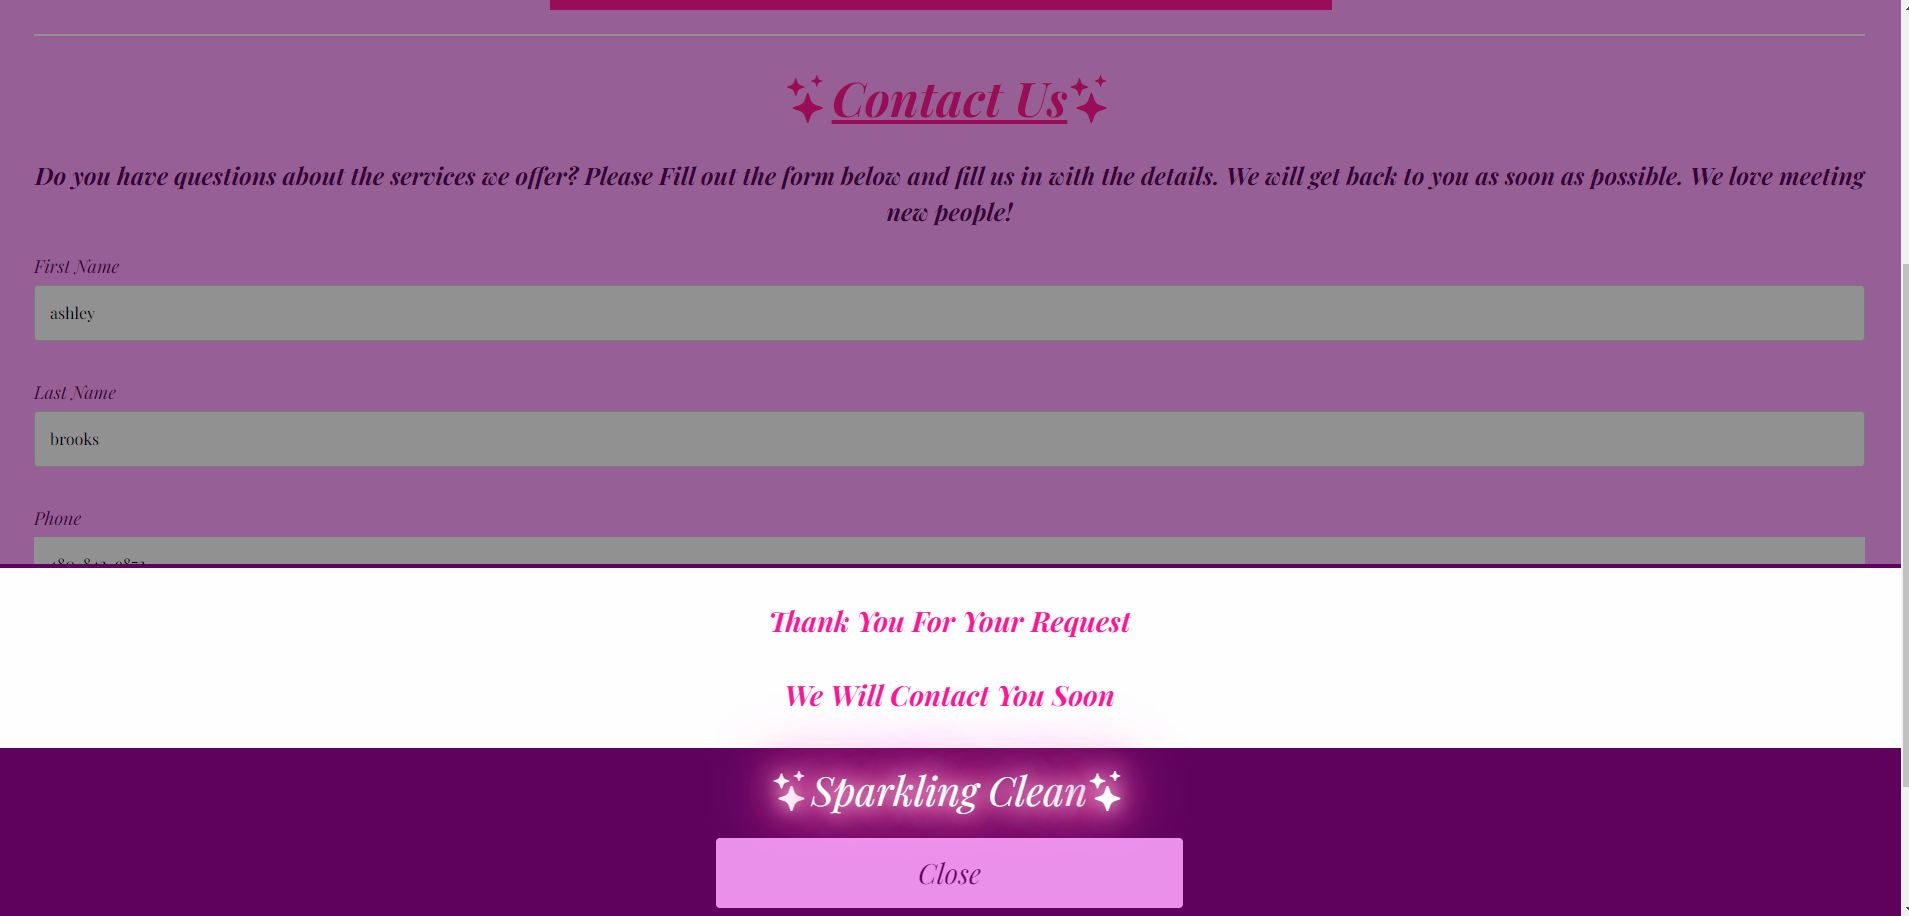 Contact Us
Do you have questions about the services we offer? Please Fill out the form below and fill us in with the details. We will get back to you as soon as possible. We love meeting
new people!
First Name
ashley
Last Name
brooks
Phone
Thank You For Your Request
We Will Contact You Soon
Sparkling Clean
Close